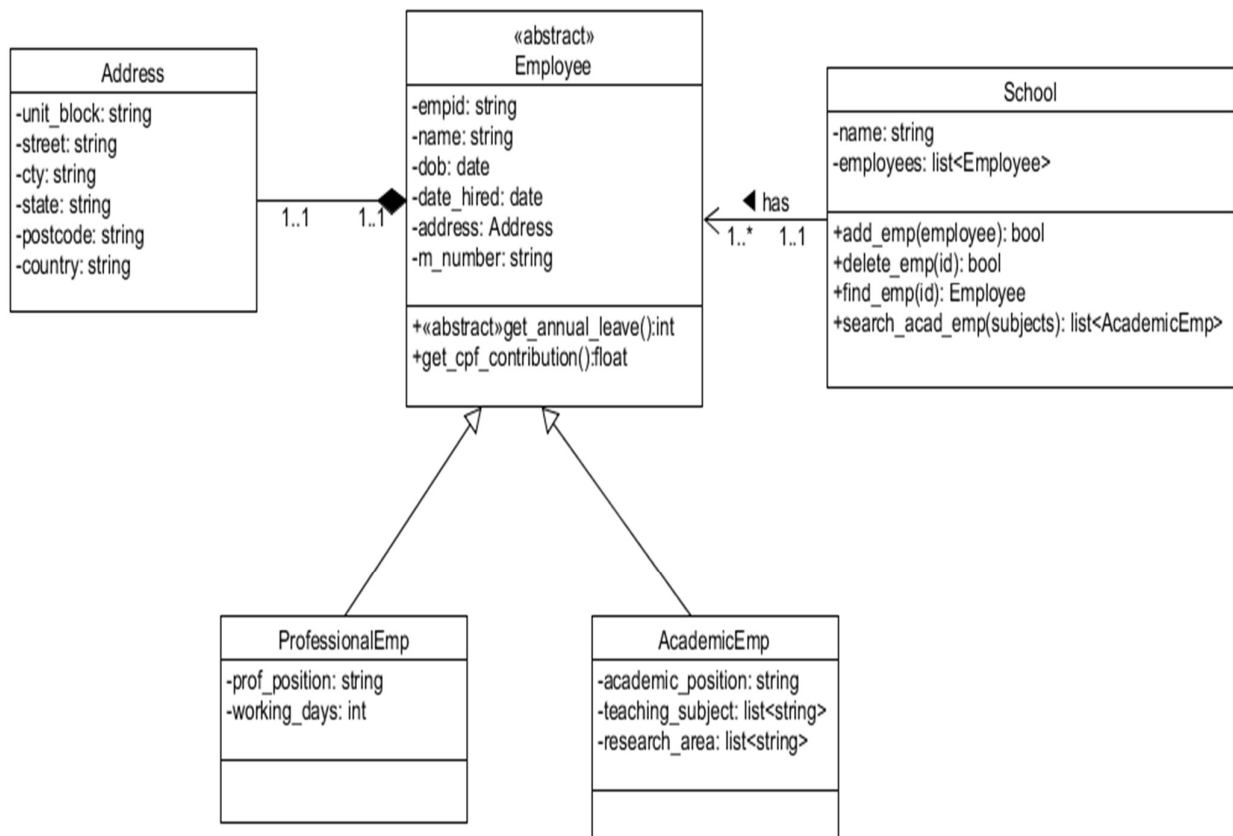 Address
-unit_block: string
-street: string
-cty: string
-state: string
-postcode: string
-country: string
1..1
1..1
«abstract»
Employee
-empid: string
-name: string
-dob: date
-date_hired: date
-address: Address
-m_number: string
+«abstract»get_annual_leave():int
+get_cpf_contribution():float
has
1..*
1..1
School
-name: string
-employees: list<Employee>
+add_emp(employee): bool
+delete_emp(id): bool
+find_emp(id): Employee
+search_acad_emp(subjects): list<AcademicEmp>
ProfessionalEmp
-prof_position: string
-working_days: int
AcademicEmp
-academic_position: string
-teaching_subject: list<string>
-research_area: list<string>